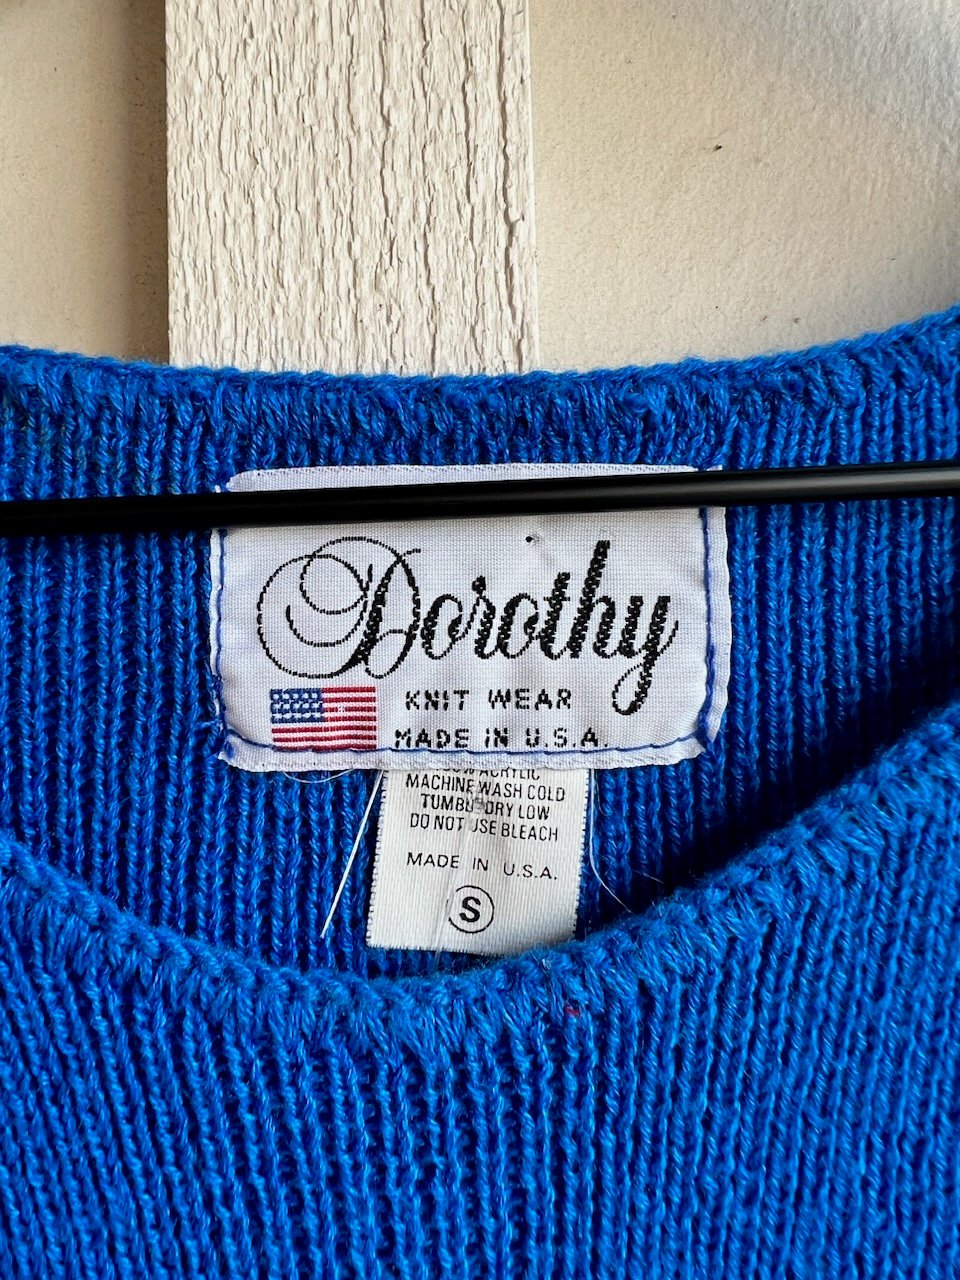 Dorothy
KNIT WEAR
MADE IN U.S.A.
ACRYLIC
MACHINE WASH COLD
TUMBLE DRY LOW
DO NOT USE BLEACH
MADE IN U.S.A.
S